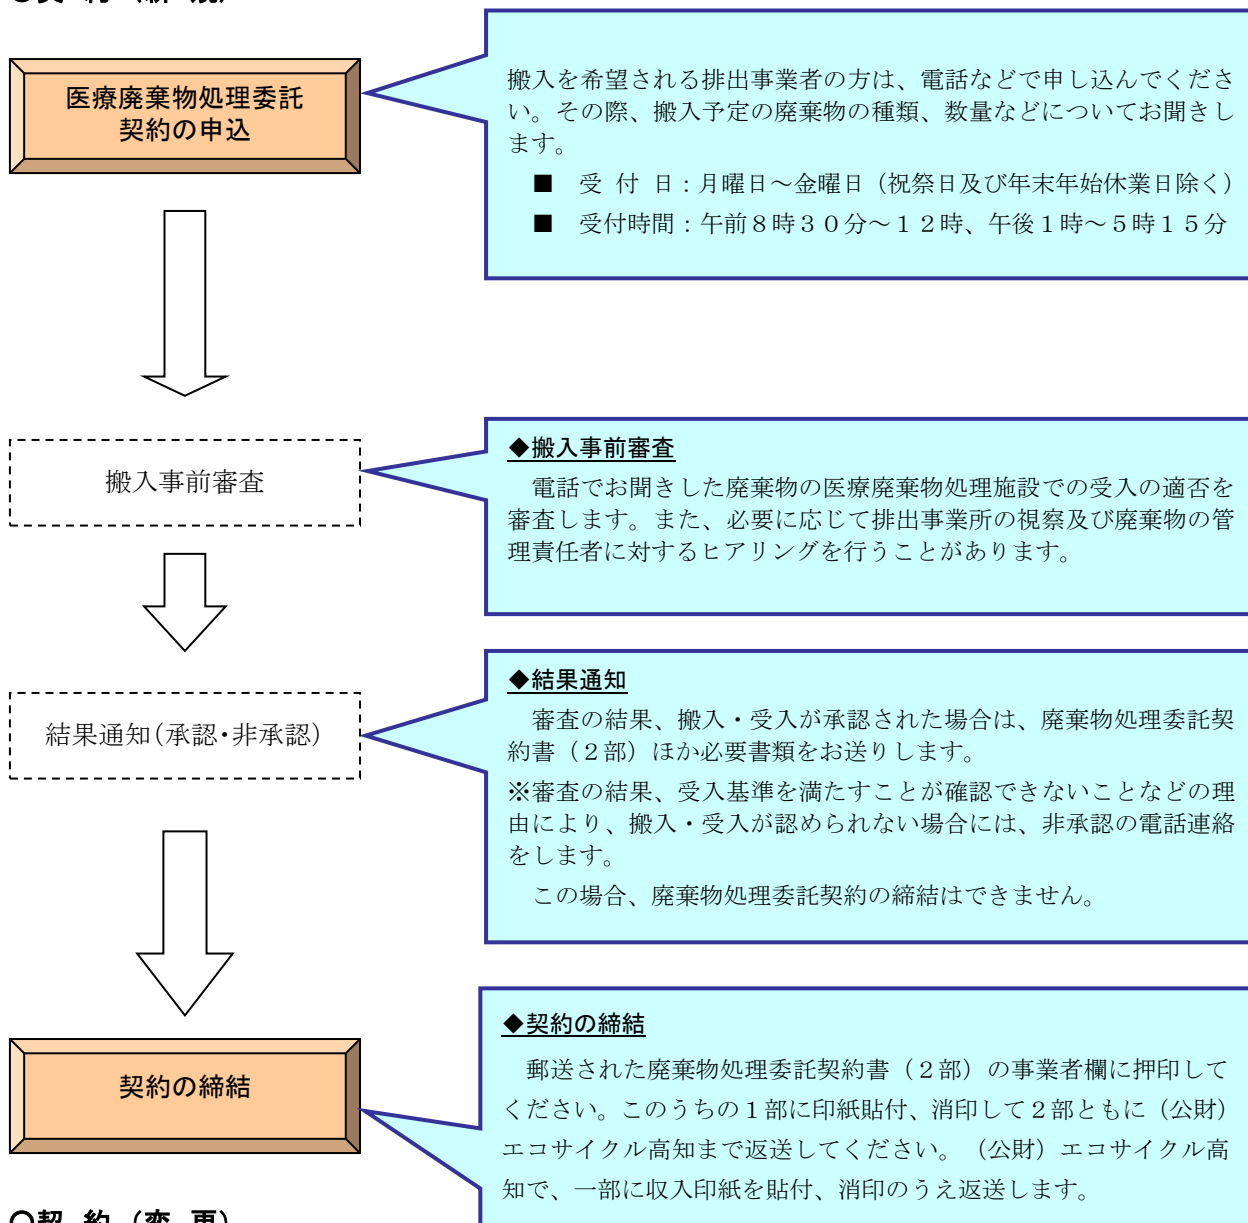 医療廃棄物処理委託
契約の申込
搬入を希望される排出事業者の方は、電話などで申し込んでくださ
い。その際、搬入予定の廃棄物の種類、数量などについてお聞きし
ます。
■ 受 付 日：月曜日～金曜日（祝祭日及び年末年始休業日除く）
■ 受付時間：午前８時３０分～１２時、午後１時～５時１５分
搬入事前審査
◆搬入事前審査
電話でお聞きした廃棄物の医療廃棄物処理施設での受入の適否を
審査します。また、必要に応じて排出事業所の視察及び廃棄物の管
理責任者に対するヒアリングを行うことがあります。
結果通知(承認・非承認)
◆結果通知
審査の結果、搬入・受入が承認された場合は、廃棄物処理委託契
約書（２部）ほか必要書類をお送りします。
※審査の結果、受入基準を満たすことが確認できないことなどの理
由により、搬入・受入が認められない場合には、非承認の電話連絡
をします。
この場合、廃棄物処理委託契約の締結はできません。
契約の締結
◆契約の締結
郵送された廃棄物処理委託契約書（２部）の事業者欄に押印して
ください。このうちの１部に印紙貼付、消印して２部ともに（公財）
エコサイクル高知まで返送してください。（公財）エコサイクル高
知で、一部に収入印紙を貼付、消印のうえ返送します。
〇契 約（変 更）